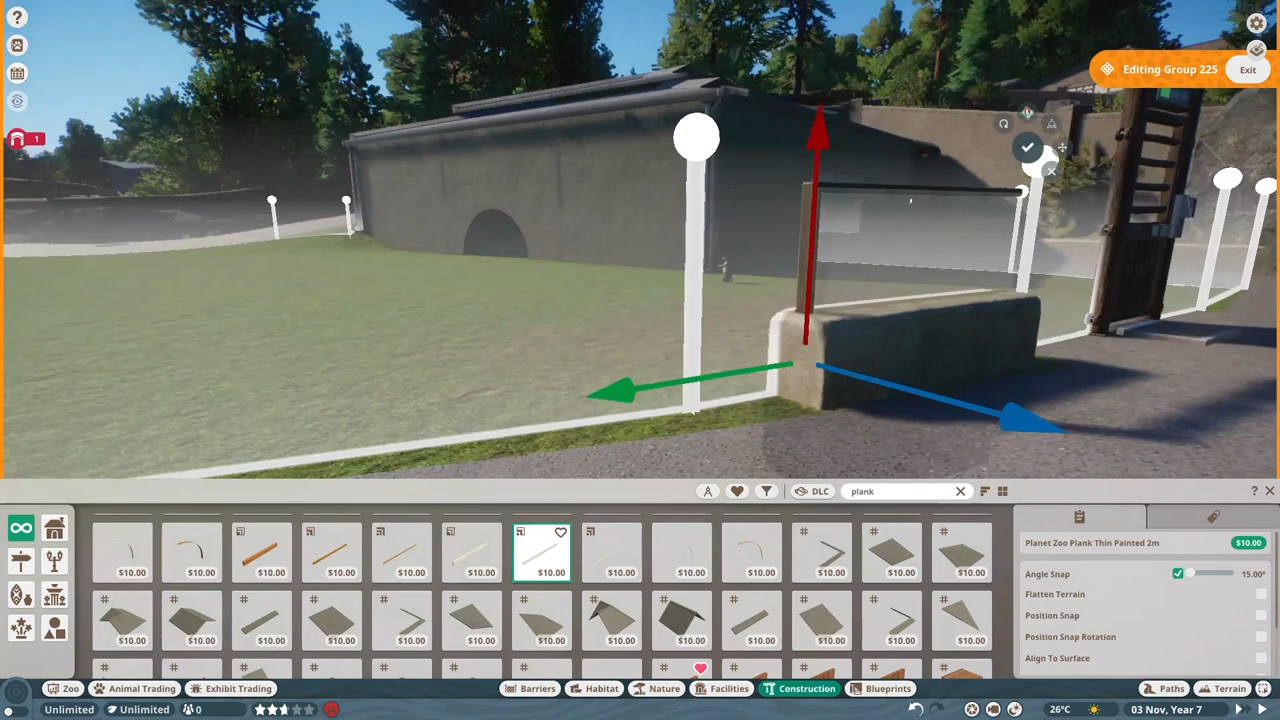 ?
Editing Group 225
Exit
1
DLC
plank
?
$10.00 $10.00 $10.00 $10.00 $10.00 $10.00 $10.00 $10.00 $10.00 $10.00 $10.00 $10.00 $10.00
$10.00 $10.00 $10.00 $10.00 $10.00 $10.00 $10.00 $10.00 $10.00 $10.00 $10.00 $10.00 $10.00
Planet Zoo Plank Thin Painted 2m $10.00
Angle Snap 15.00°
Flatten Terrain
Position Snap
Position Snap Rotation
Align To Surface
Zoo Animal Trading Exhibit Trading Barriers Habitat Nature Facilities Construction Blueprints Paths Terrain
Unlimited Unlimited 0 26°C 03 Nov, Year 7